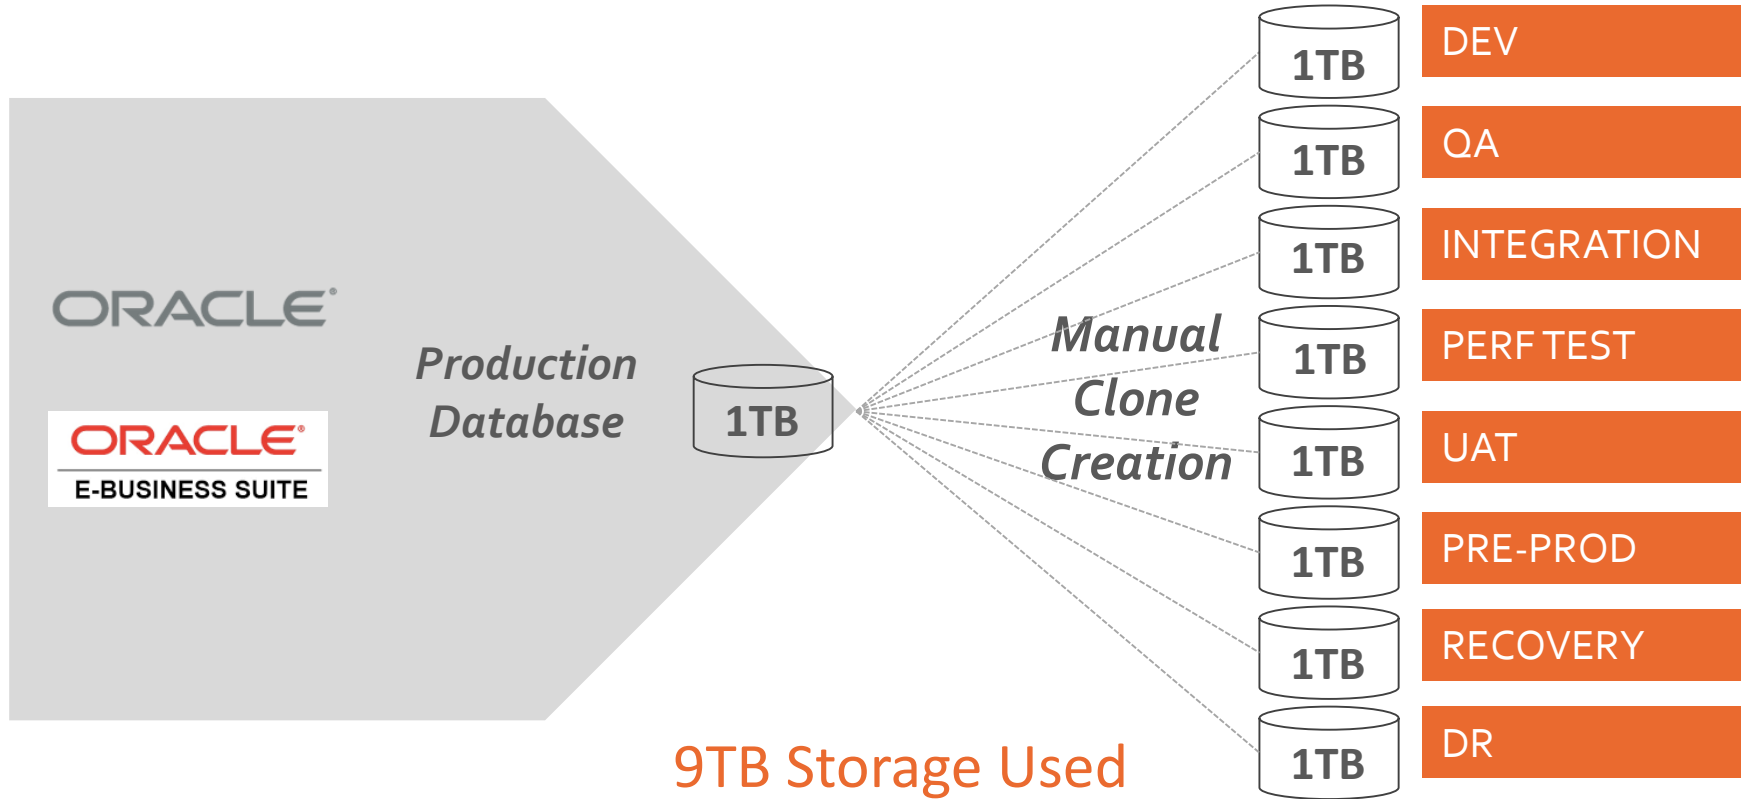 ORACLE®
ORACLE®
E-BUSINESS SUITE
Production
Database
1TB
Manual
Clone
Creation
1TB
DEV
1TB
QA
1TB
INTEGRATION
1TB
PERF TEST
1TB
UAT
1TB
PRE-PROD
1TB
RECOVERY
1TB
DR
9TB Storage Used